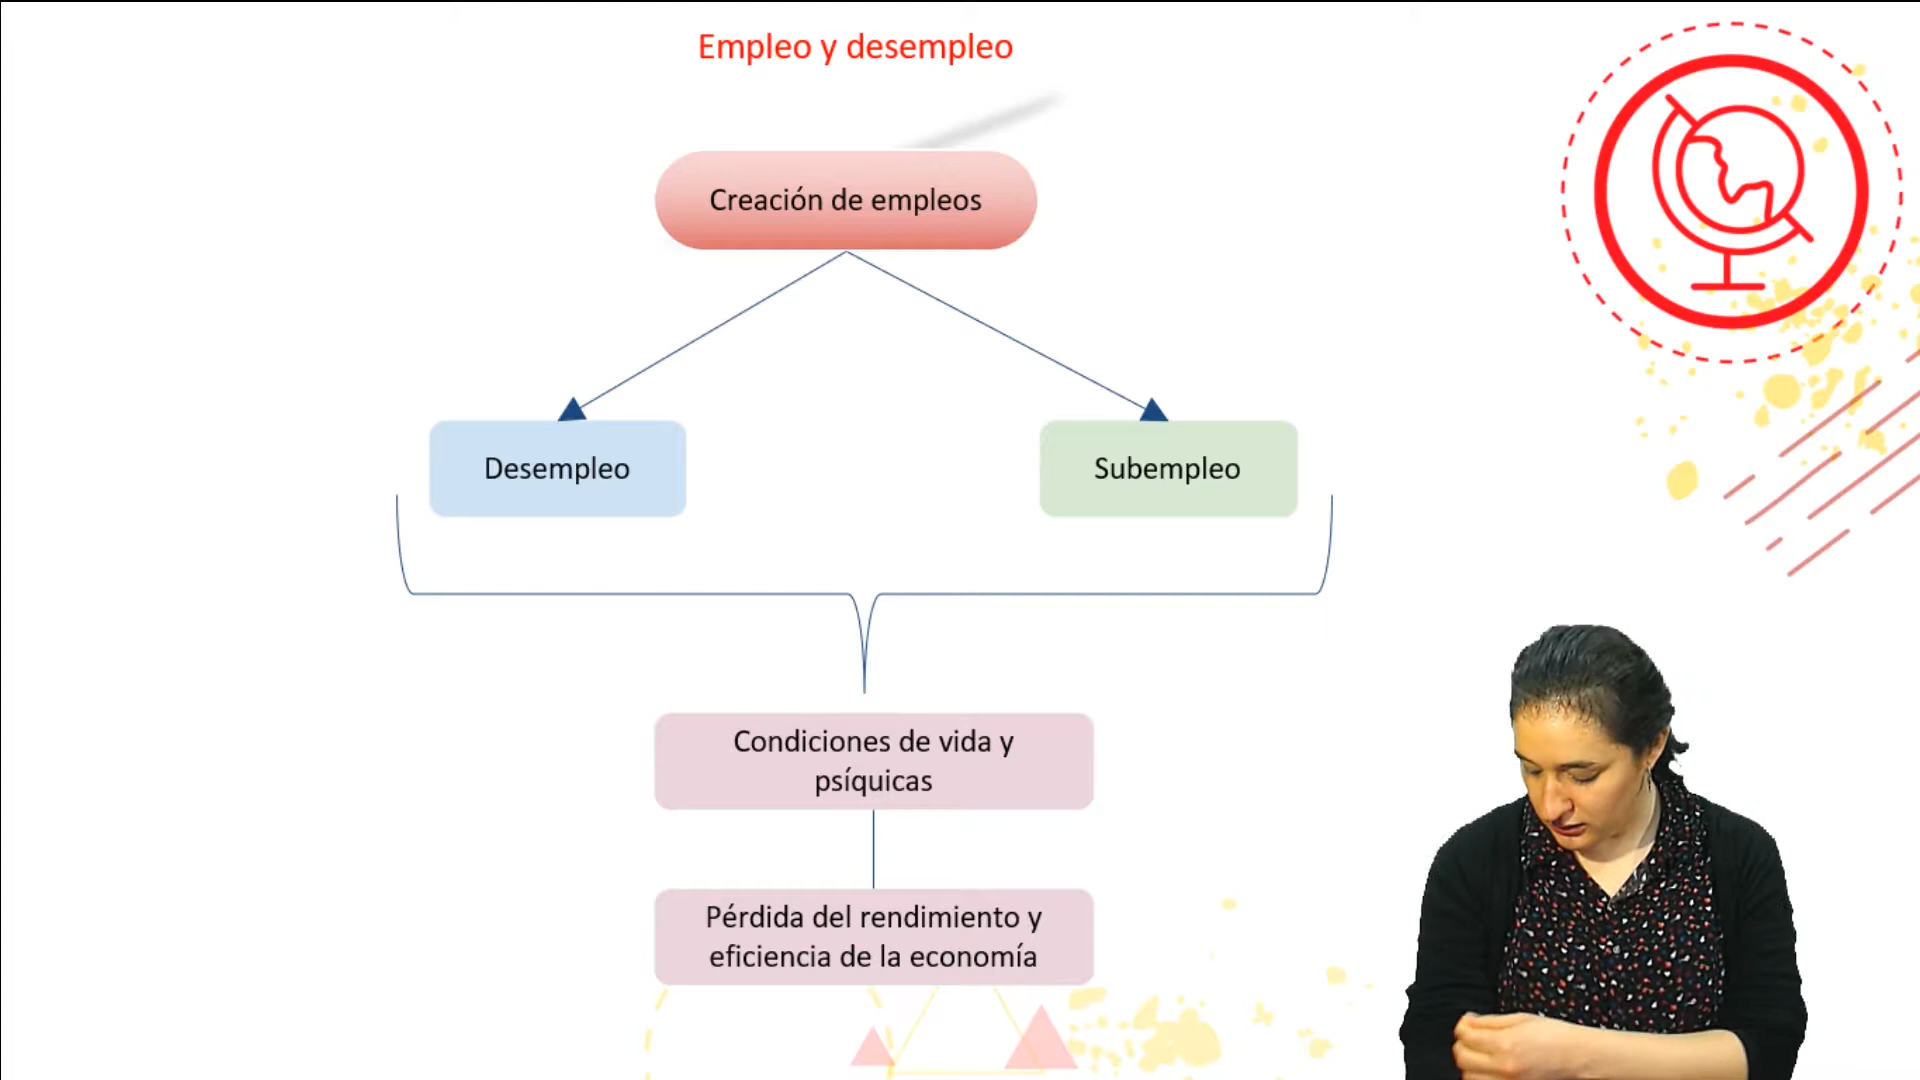 Empleo y desempleo
Creación de empleos
Desempleo
Subempleo
Condiciones de vida y
psíquicas
Pérdida del rendimiento y
eficiencia de la economía